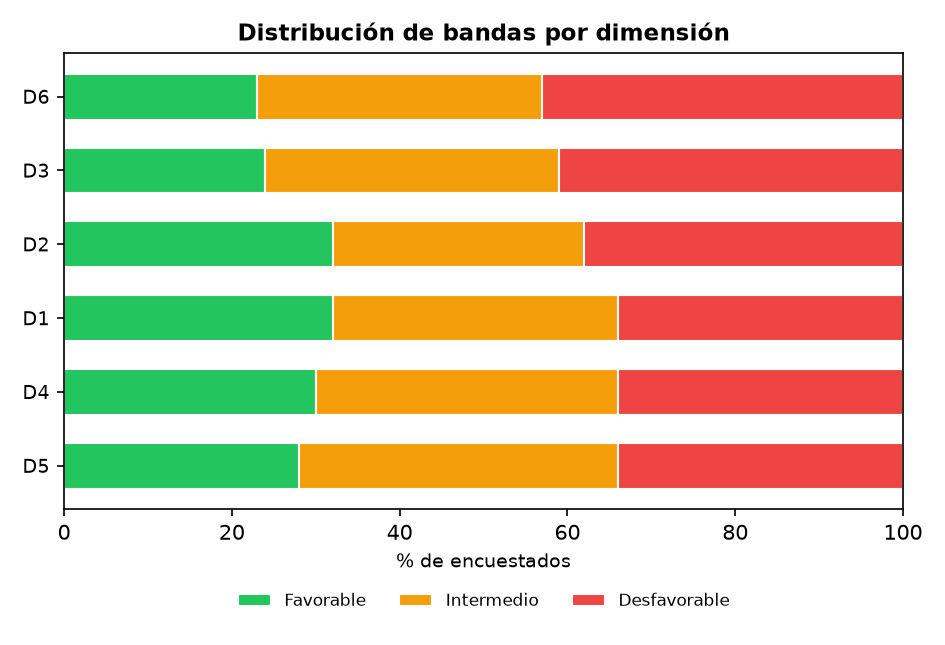 Distribución de bandas por dimensión
D6
D3
D2
D1
D4
D5
0 20 40 60 80 100
% de encuestados
Favorable Intermedio Desfavorable